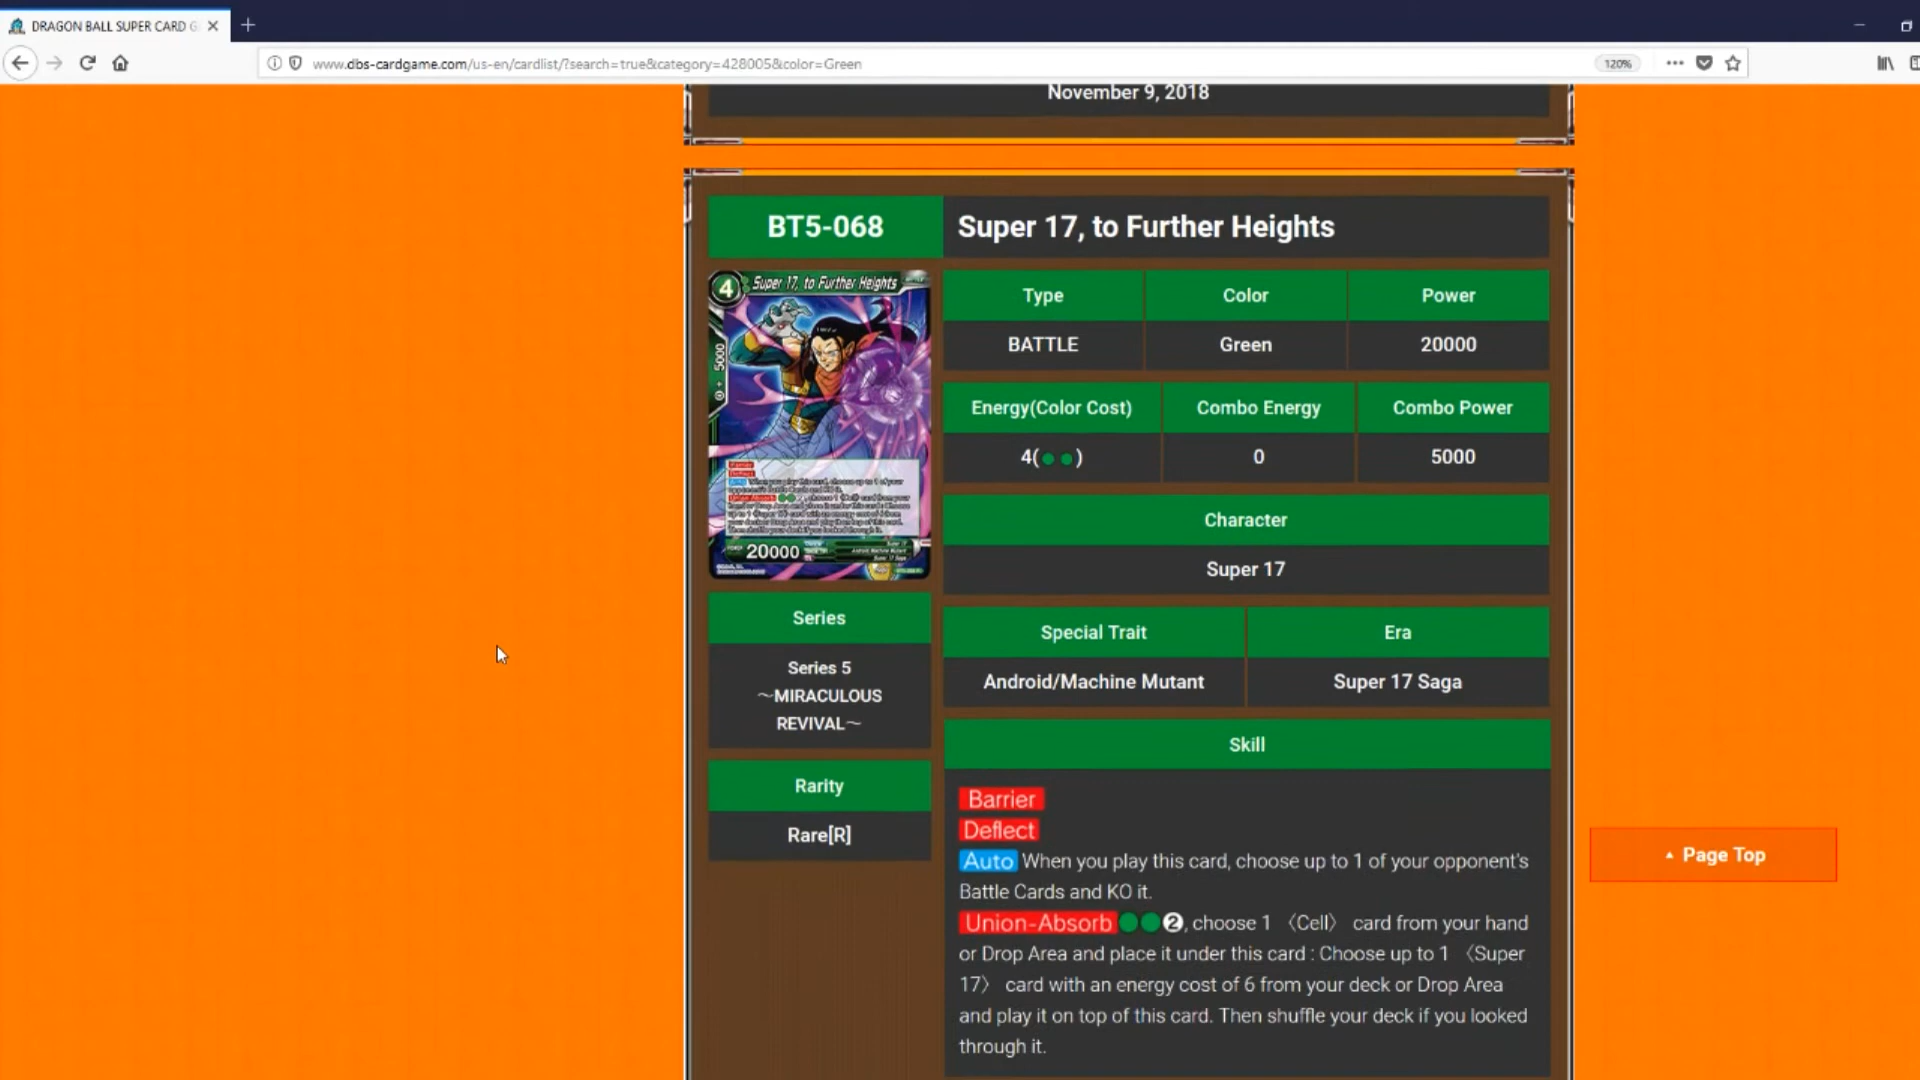 DRAGON BALL SUPER CARD G
www.dbs-cardgame.com/us-en/cardlist/?search=true&category=428005&color=Green
120%
November 9, 2018
BT5-068
Super 17, to Further Heights
4
Super 17, to Further Heights
5000
Barrier
Deflect
20000
Type
Color
Power
BATTLE
Green
20000
Energy(Color Cost)
Combo Energy
Combo Power
4(●●)
0
5000
Character
Super 17
Series
Series 5
～MIRACULOUS
REVIVAL～
Rarity
Rare[R]
Special Trait
Era
Android/Machine Mutant
Super 17 Saga
Skill
Barrier
Deflect
Auto When you play this card, choose up to 1 of your opponent's
Battle Cards and KO it.
Union-Absorb ●●❷, choose 1 〈Cell〉 card from your hand
or Drop Area and place it under this card : Choose up to 1 〈Super
17〉 card with an energy cost of 6 from your deck or Drop Area
and play it on top of this card. Then shuffle your deck if you looked
through it.
Page Top